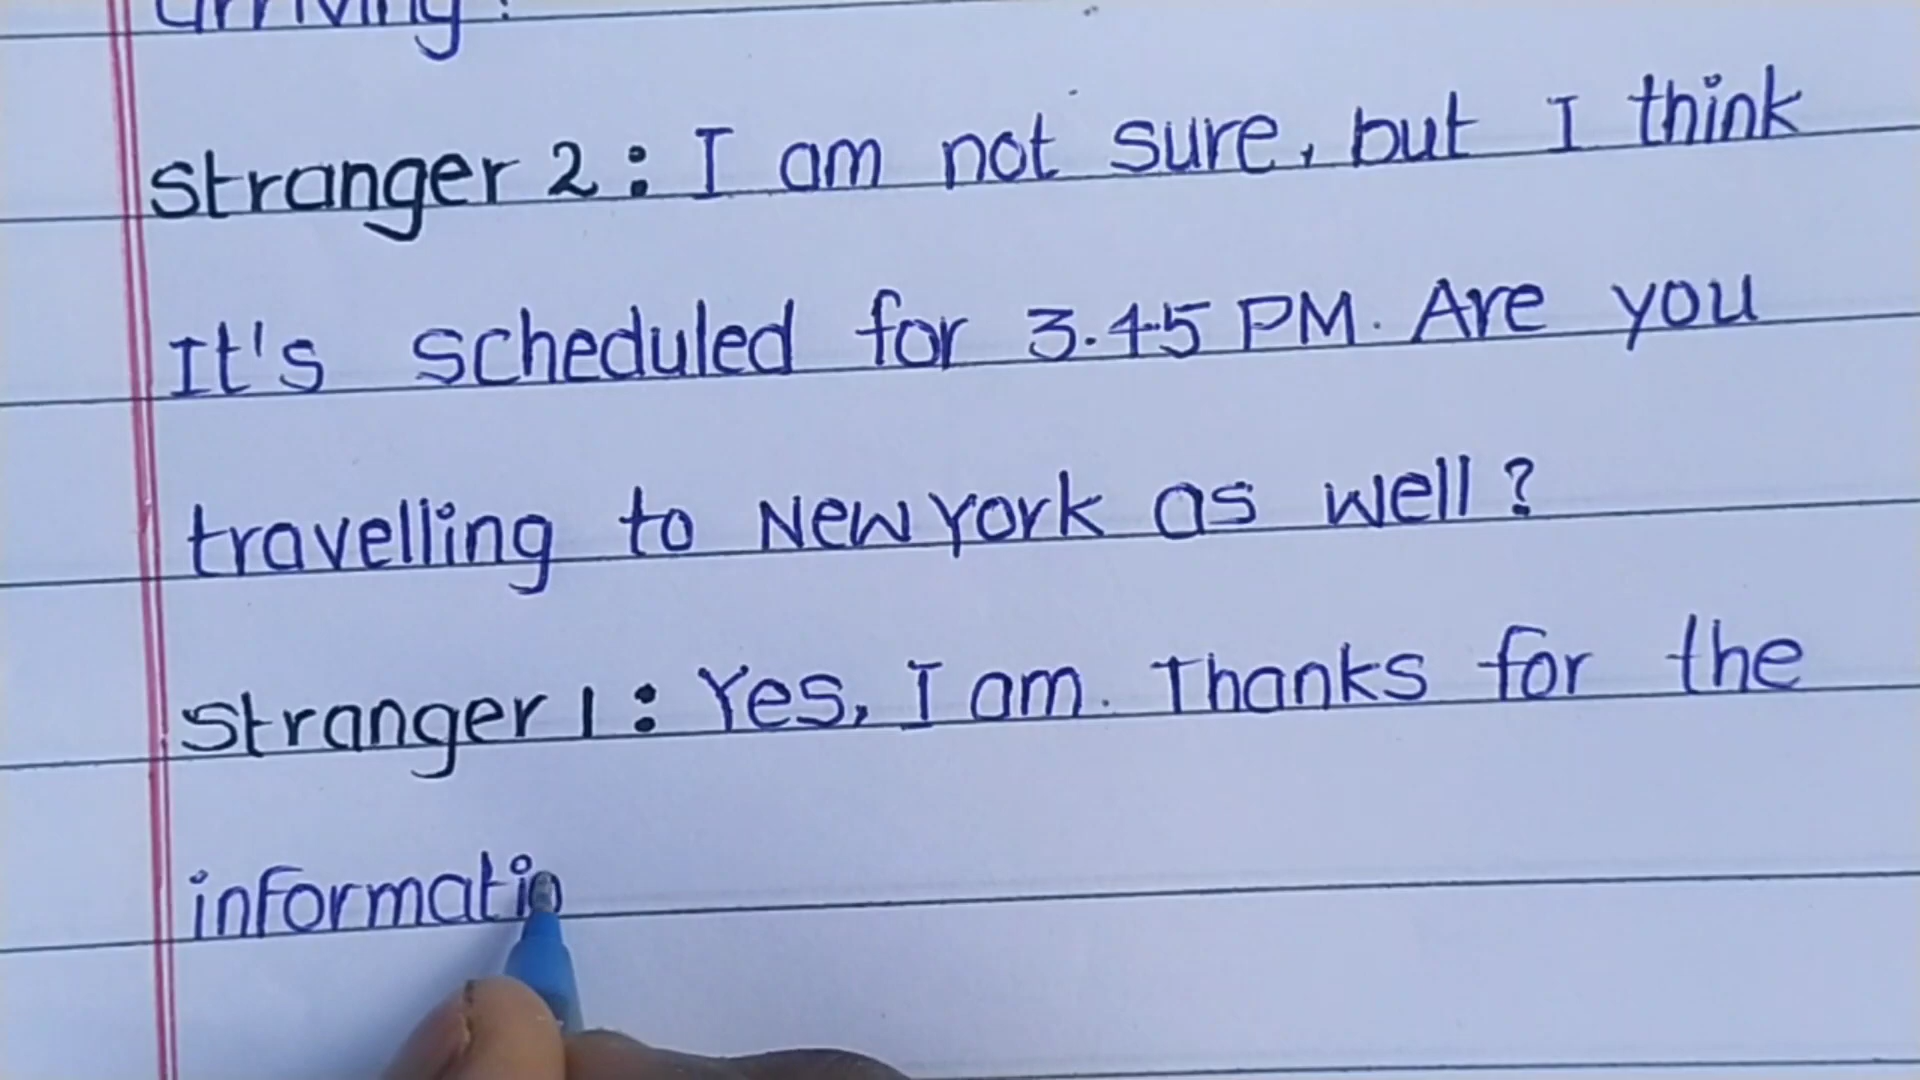 arriving?
Stranger 2: I am not sure, but I think
It's scheduled for 3.45 PM. Are you
travelling to New York as well?
Stranger 1: Yes, I am. Thanks for the
informatio